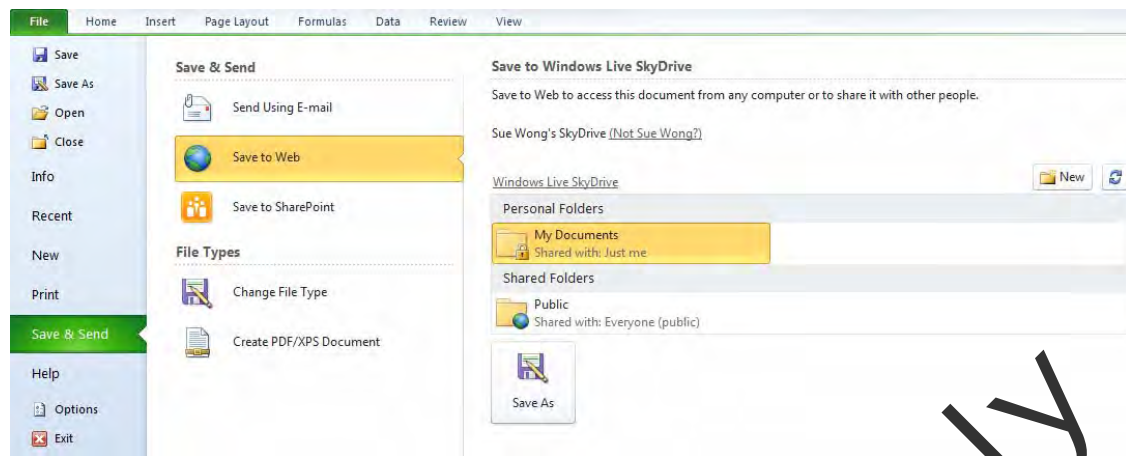 File Home Insert Page Layout Formulas Data Review View
Save
Save As
Open
Close
Info
Recent
New
Print
Save & Send
Help
Options
Exit
Save & Send
Send Using E-mail
Save to Web
Save to SharePoint
File Types
Change File Type
Create PDF/XPS Document
Save to Windows Live SkyDrive
Save to Web to access this document from any computer or to share it with other people.
Sue Wong's SkyDrive (Not Sue Wong?)
Windows Live SkyDrive
New
Personal Folders
My Documents
Shared with: Just me
Shared Folders
Public
Shared with: Everyone (public)
Save As
ly